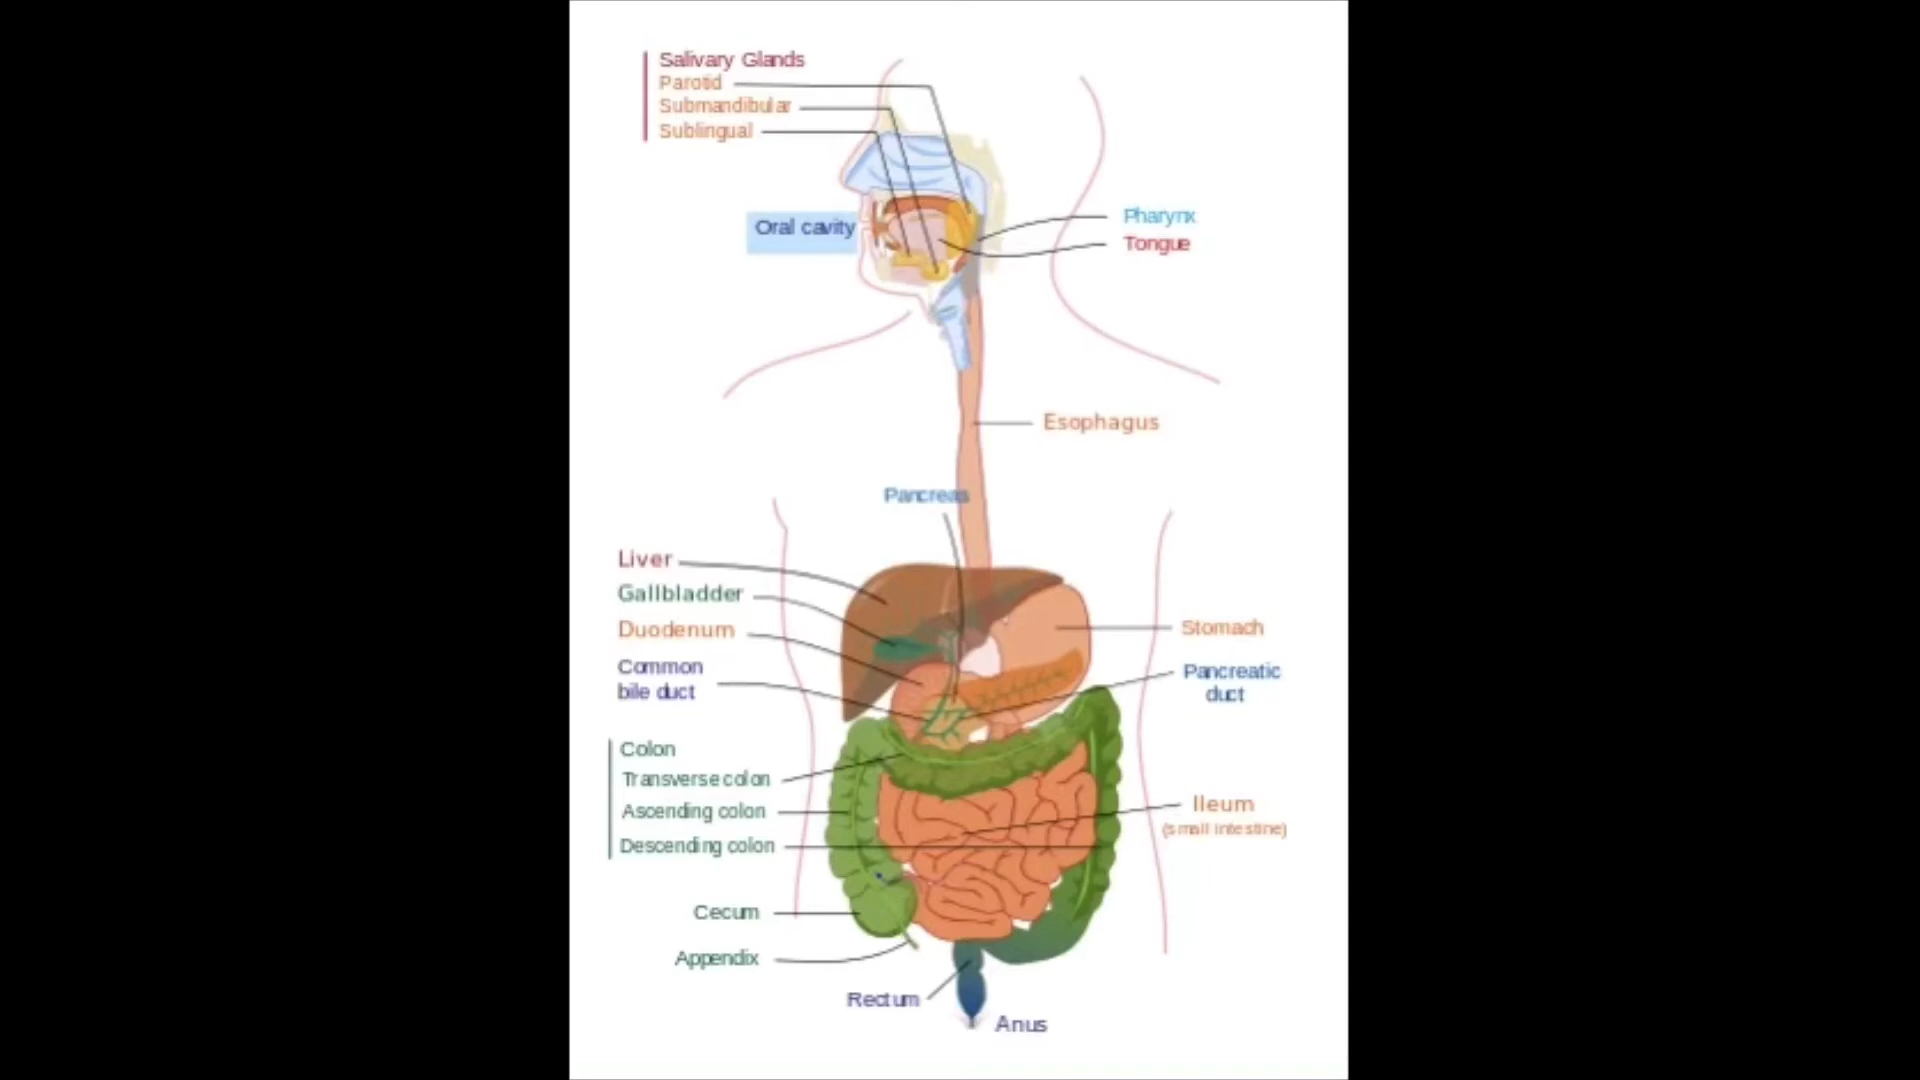 Salivary Glands
Parotid
Submandibular
Sublingual
Oral cavity
Pharynx
Tongue
Esophagus
Pancreas
Liver
Gallbladder
Duodenum
Common
bile duct
Stomach
Pancreatic
duct
Colon
Transverse colon
Ascending colon
Descending colon
Ileum
(small intestine)
Cecum
Appendix
Rectum
Anus